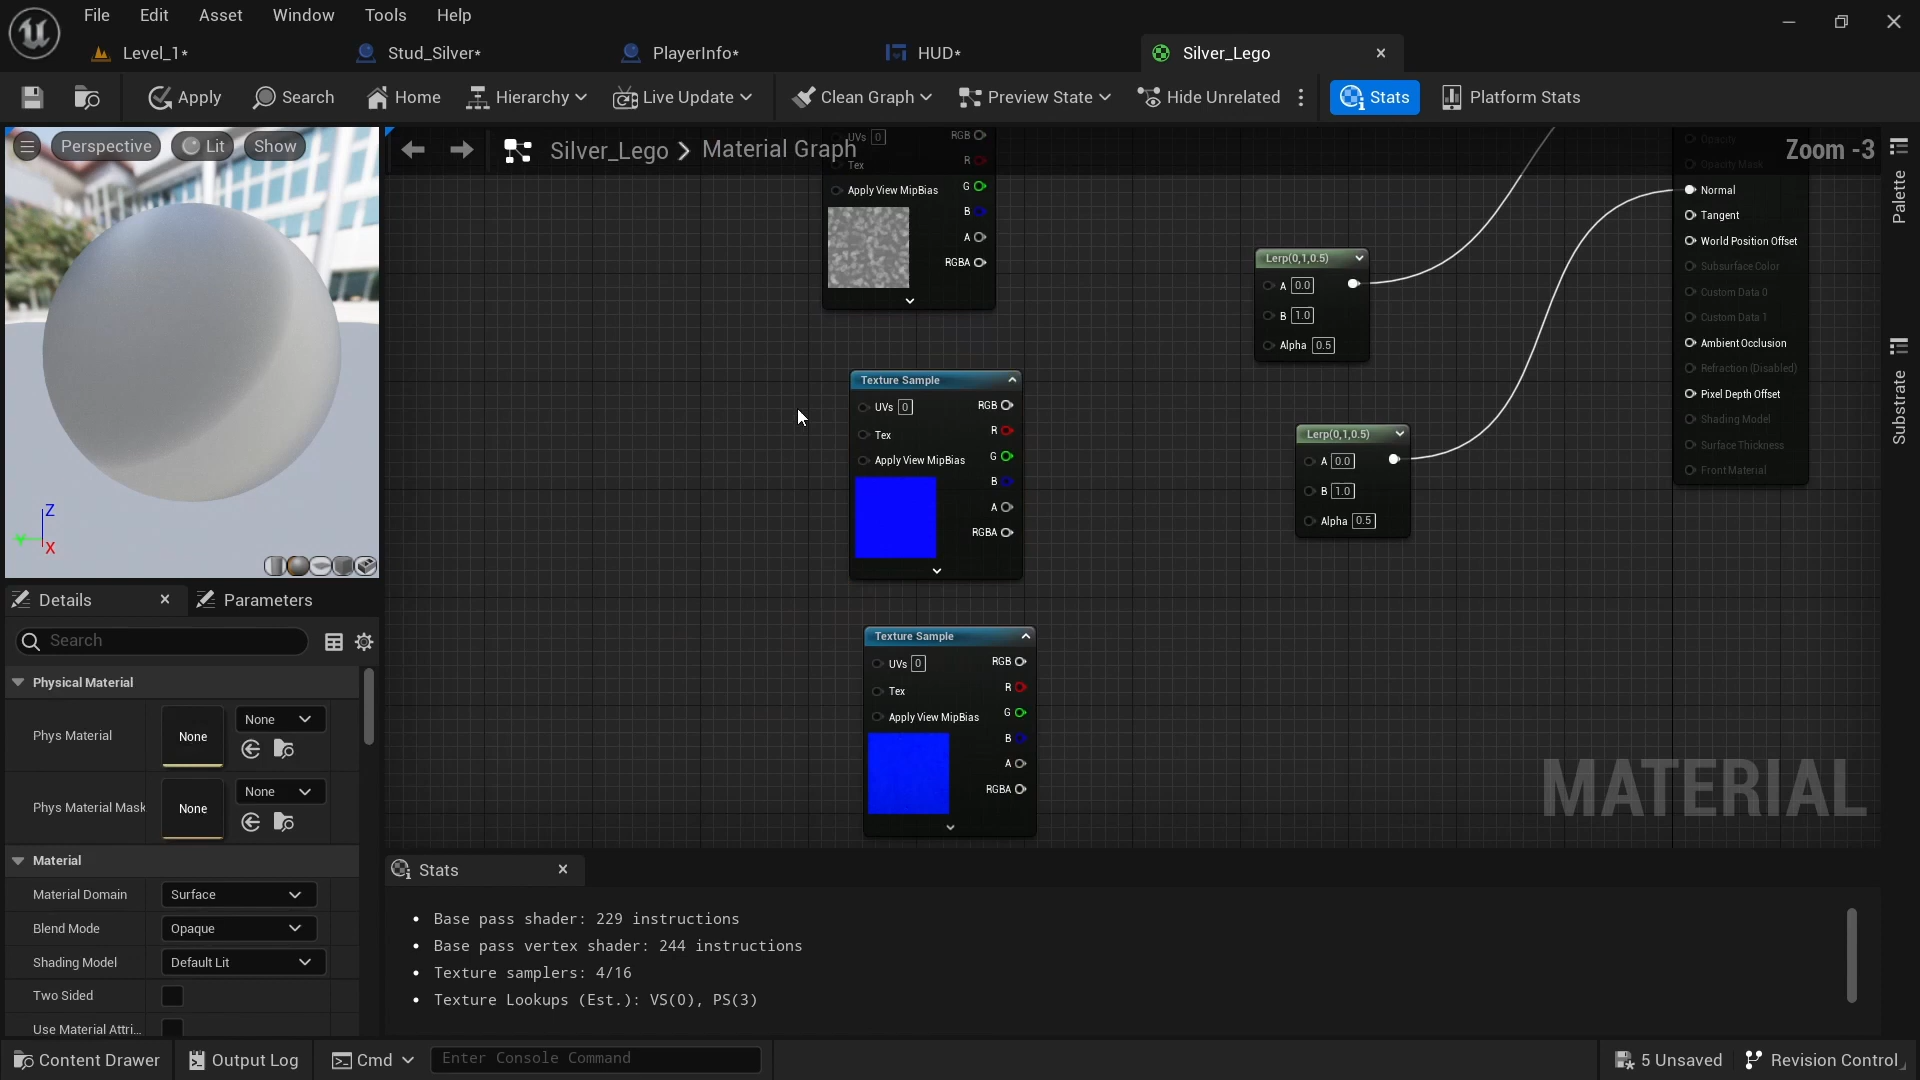 File Edit Asset Window Tools Help
Level_1* Stud_Silver* PlayerInfo* HUD* Silver_Lego
Apply Search Home Hierarchy Live Update Clean Graph Preview State Hide Unrelated Stats Platform Stats
Perspective Lit Show
Silver_Lego Material Graph
Zoom -3
Palette
Substrate
UVs 0 RGB
Tex R
Apply View MipBias G
B
A
RGBA
Texture Sample
UVs 0 RGB
Tex R
Apply View MipBias G
B
A
RGBA
Texture Sample
UVs 0 RGB
Tex R
Apply View MipBias G
B
A
RGBA
Lerp(0,1,0.5)
A 0.0
B 1.0
Alpha 0.5
Lerp(0,1,0.5)
A 0.0
B 1.0
Alpha 0.5
Opacity
Opacity Mask
Normal
Tangent
World Position Offset
Subsurface Color
Custom Data 0
Custom Data 1
Ambient Occlusion
Refraction (Disabled)
Pixel Depth Offset
Shading Model
Surface Thickness
Front Material
MATERIAL
Z
Y
X
Details Parameters
Search
Physical Material
Phys Material None None
Phys Material Mask None None
Material
Material Domain Surface
Blend Mode Opaque
Shading Model Default Lit
Two Sided
Use Material Attri...
Stats
• Base pass shader: 229 instructions
• Base pass vertex shader: 244 instructions
• Texture samplers: 4/16
• Texture Lookups (Est.): VS(0), PS(3)
Content Drawer Output Log Cmd Enter Console Command 5 Unsaved Revision Control